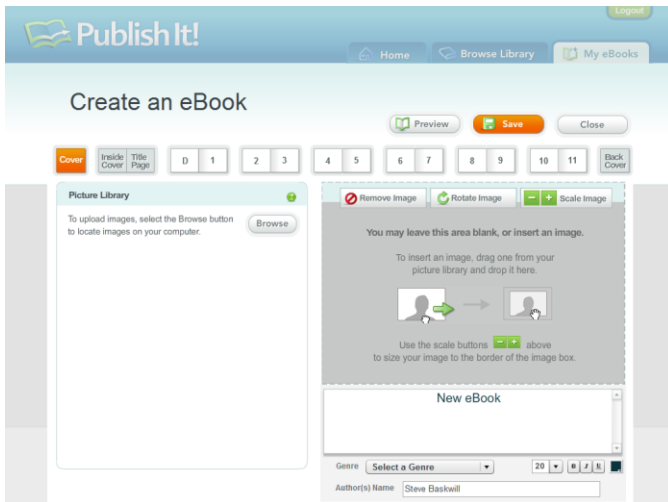 Logout
Publish It!
Home
Browse Library
My eBooks
Create an eBook
Preview
Save
Close
Cover
Inside Cover
Title Page
D 1
2 3
4 5
6 7
8 9
10 11
Back Cover
Picture Library
To upload images, select the Browse button
to locate images on your computer.
Browse
Remove Image
Rotate Image
- + Scale Image
You may leave this area blank, or insert an image.
To insert an image, drag one from your
picture library and drop it here.
Use the scale buttons - + above
to size your image to the border of the image box.
New eBook
Genre Select a Genre
20 B I U
Author(s) Name Steve Baskwill